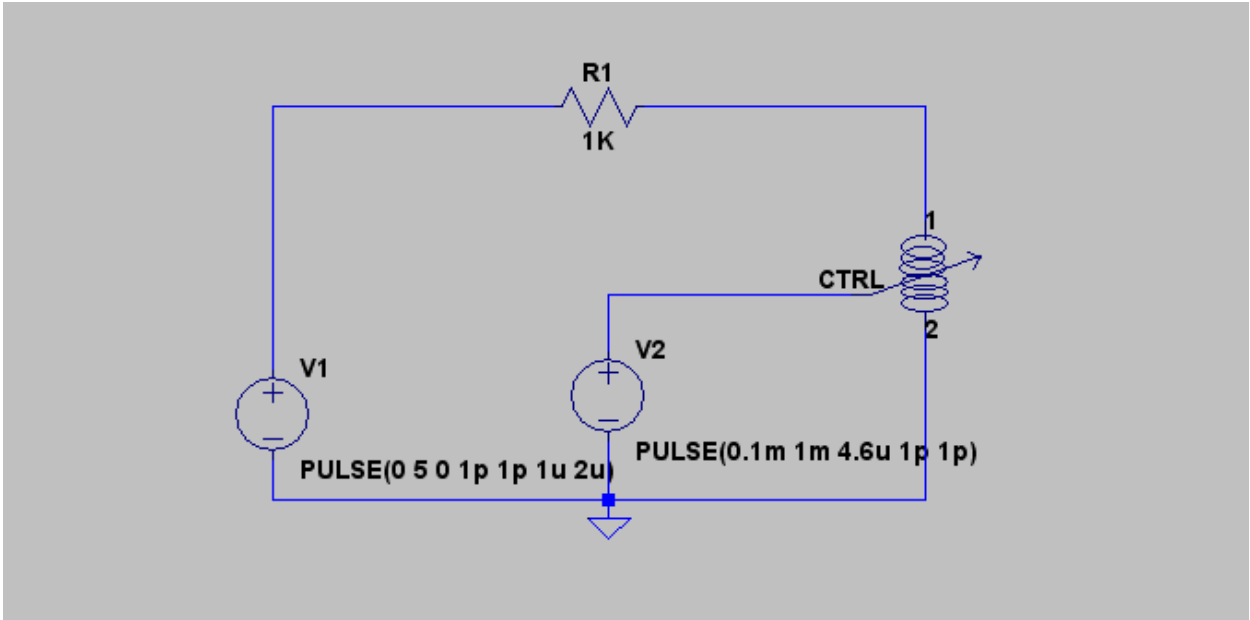 R1
1K
1
CTRL
2
V2
V1
PULSE(0.1m 1m 4.6u 1p 1p)
PULSE(0 5 0 1p 1p 1u 2u)